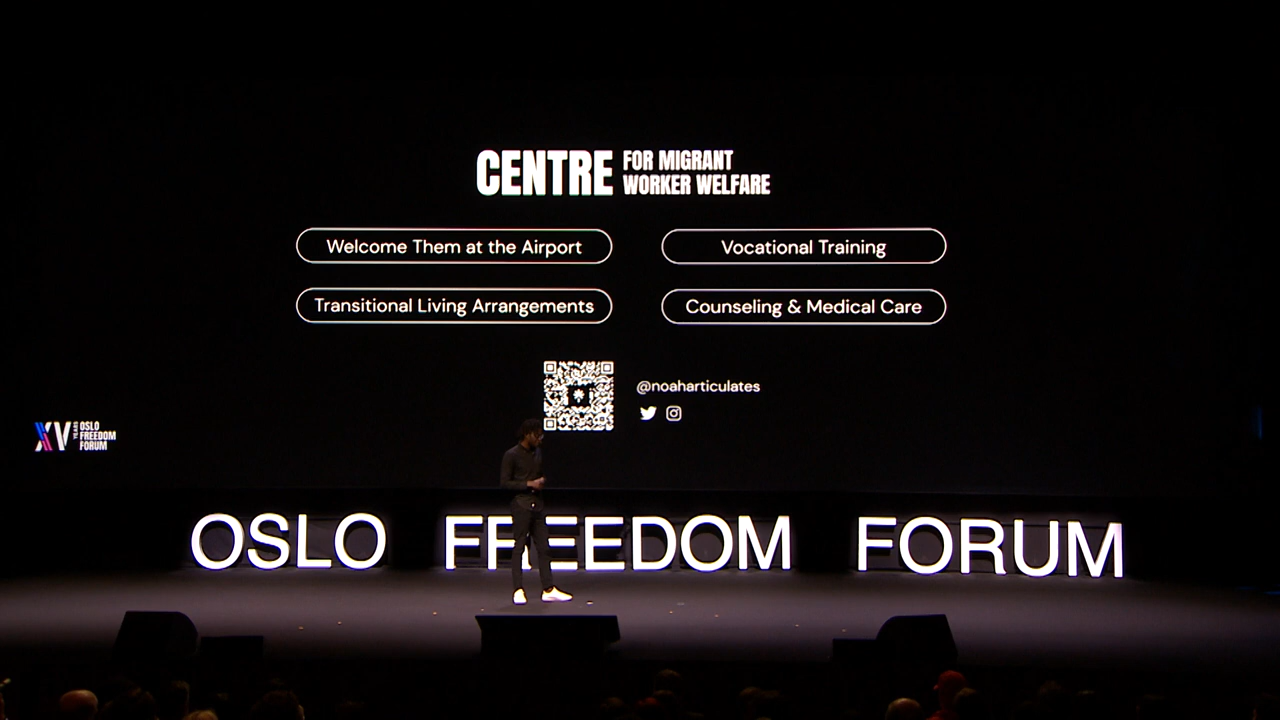 CENTRE FOR MIGRANT
WORKER WELFARE
Welcome Them at the Airport
Vocational Training
Transitional Living Arrangements
Counseling & Medical Care
@noaharticulates
XV YEARS OSLO
FREEDOM
FORUM
OSLO FREEDOM FORUM